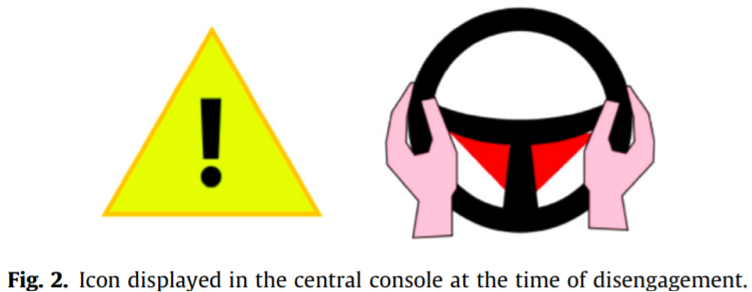 !
Fig. 2. Icon displayed in the central console at the time of disengagement.